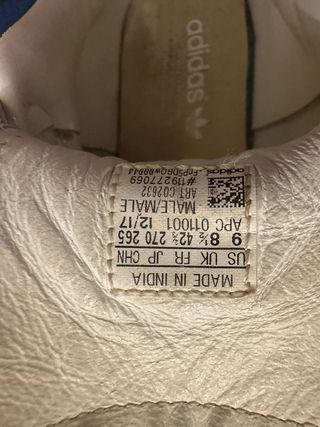 adidas
adidas
MADE IN INDIA
US UK FR JP CHN
9 8½ 42⅔ 270 265
APC 011001 12/17
MALE/MALE
ART CQ2632
#119277069